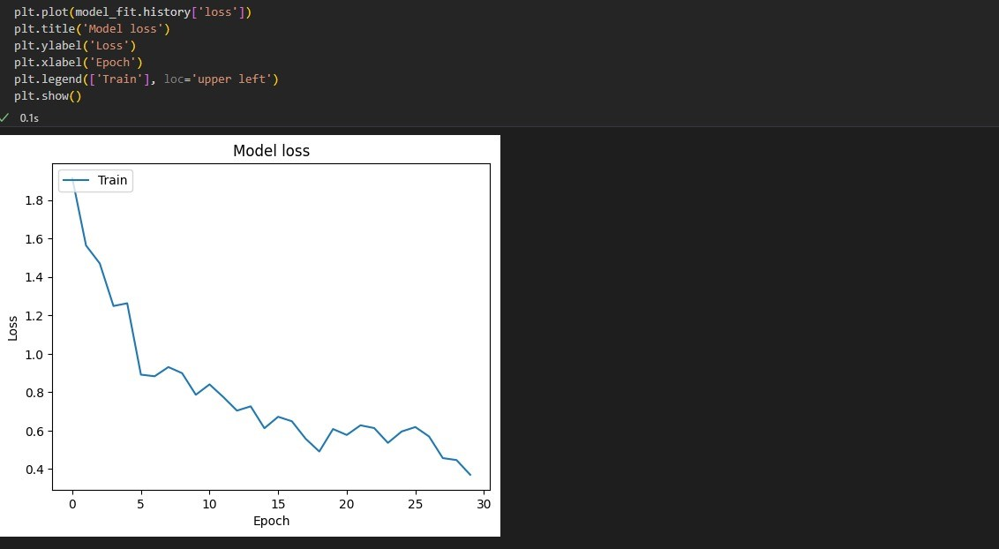 plt.plot(model_fit.history['loss'])
plt.title('Model loss')
plt.ylabel('Loss')
plt.xlabel('Epoch')
plt.legend(['Train'], loc='upper left')
plt.show()
0.1s
Model loss
Train
1.8
1.6
1.4
1.2
1.0
0.8
0.6
0.4
Loss
0 5 10 15 20 25 30
Epoch